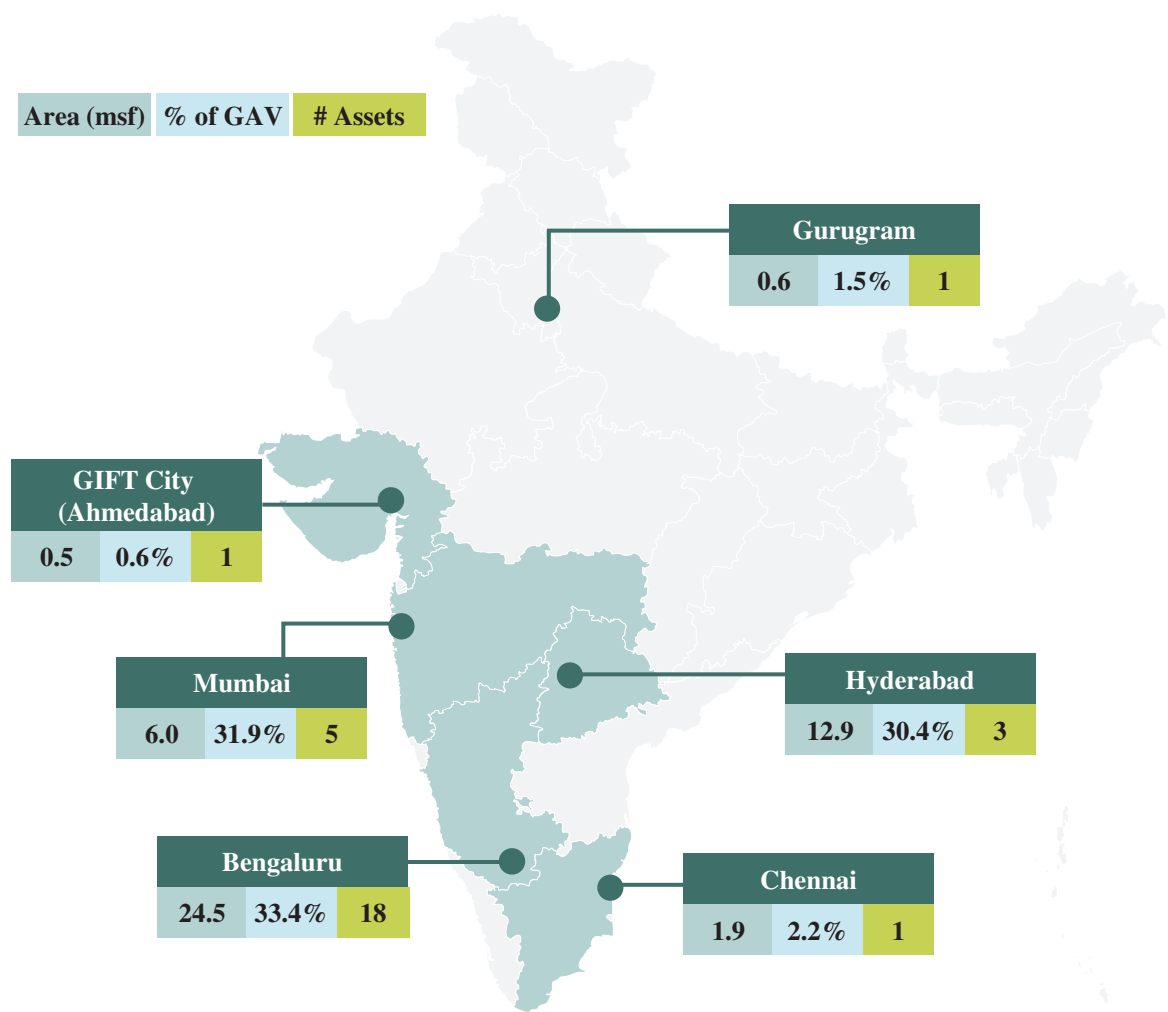 Area (msf) % of GAV # Assets
Gurugram
0.6 1.5% 1
GIFT City
(Ahmedabad)
0.5 0.6% 1
Mumbai
6.0 31.9% 5
Hyderabad
12.9 30.4% 3
Bengaluru
24.5 33.4% 18
Chennai
1.9 2.2% 1